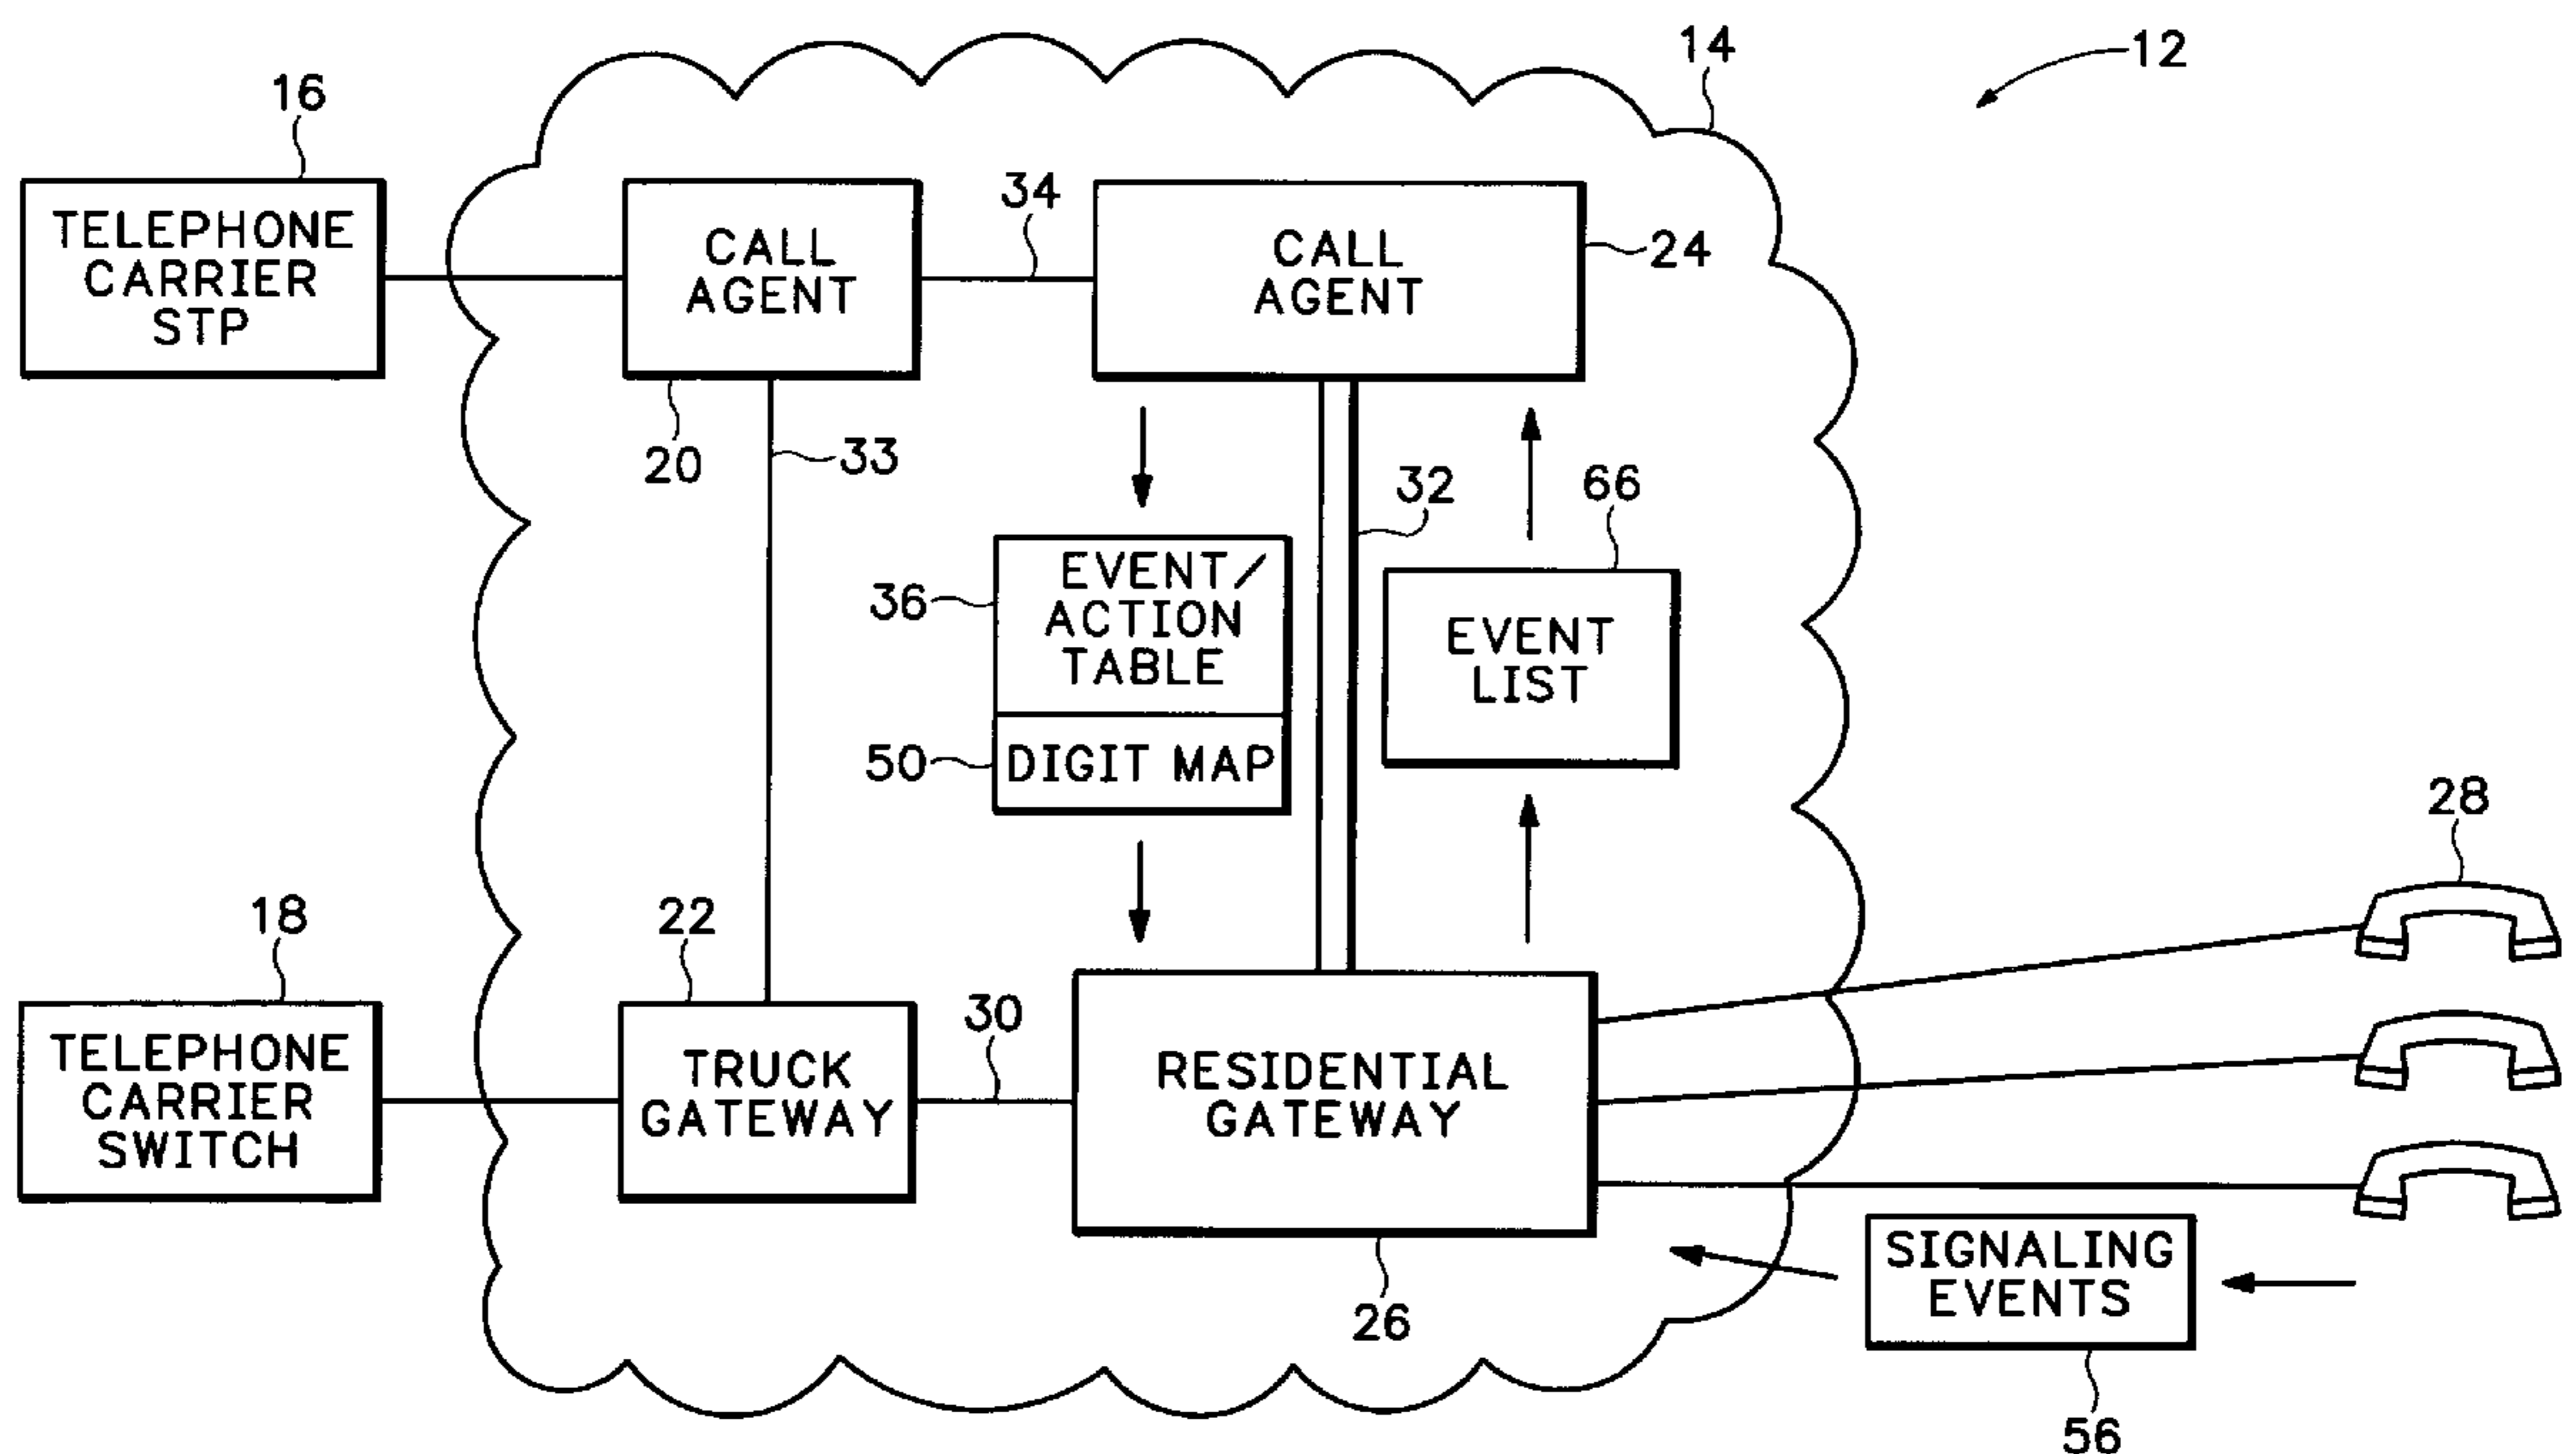 14
12
16
TELEPHONE
CARRIER
STP
CALL
AGENT
34
CALL
AGENT
24
20
33
32
66
36
EVENT/
ACTION
TABLE
EVENT
LIST
50
DIGIT MAP
28
18
22
TELEPHONE
CARRIER
SWITCH
TRUCK
GATEWAY
30
RESIDENTIAL
GATEWAY
SIGNALING
EVENTS
26
56